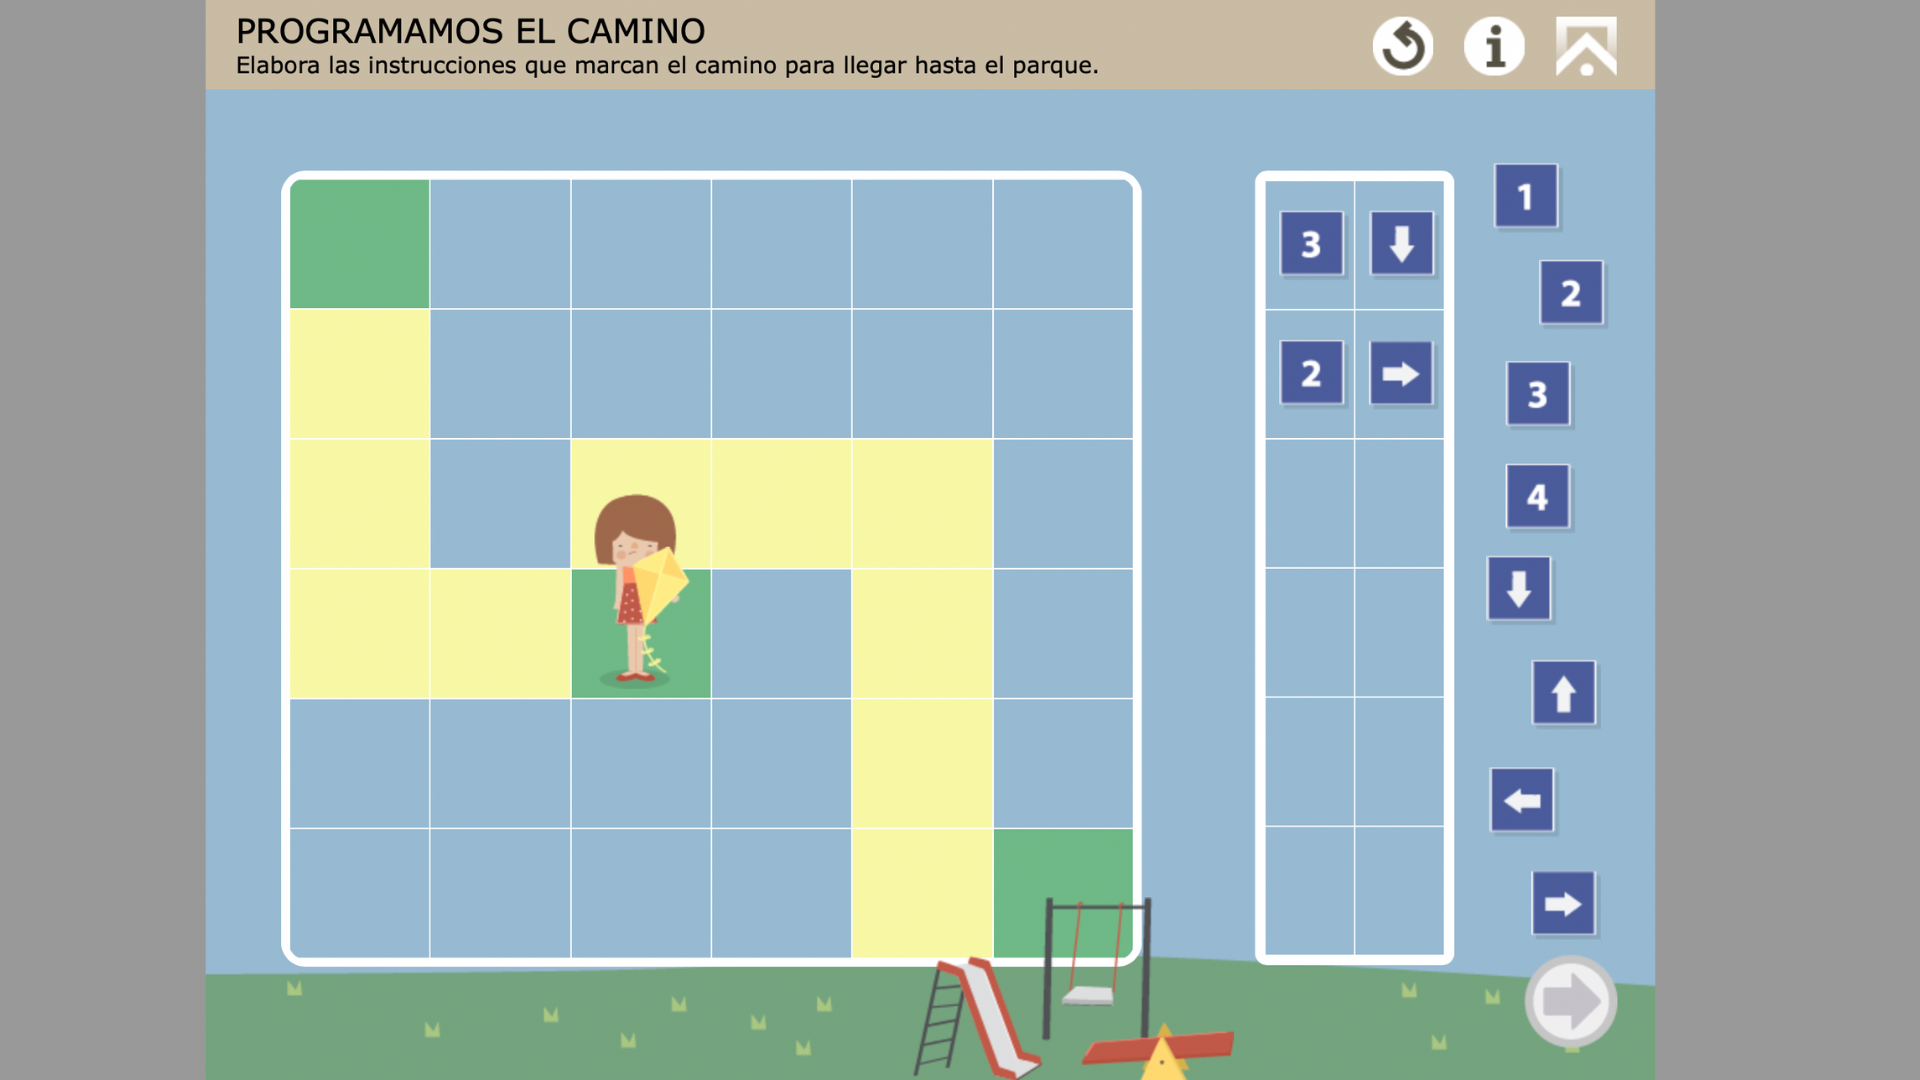 PROGRAMAMOS EL CAMINO
Elabora las instrucciones que marcan el camino para llegar hasta el parque.
i
1
3
2
2
3
4